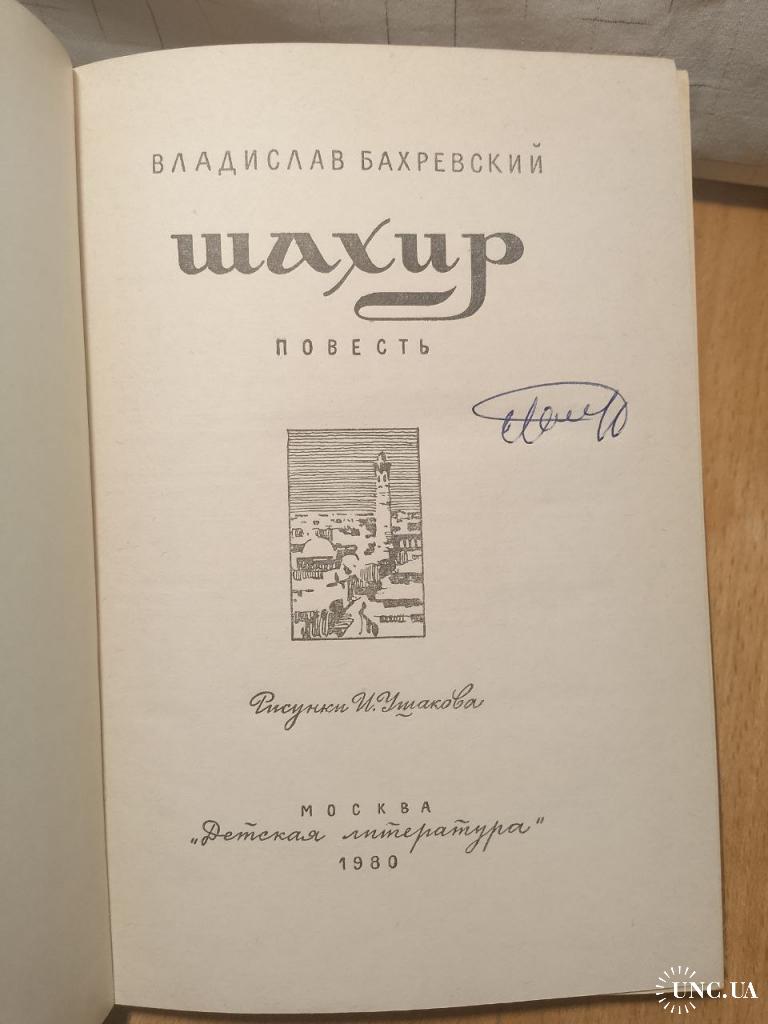 ВЛАДИСЛАВ БАХРЕВСКИЙ
шахир
ПОВЕСТЬ
Рисунки И. Ушакова
МОСКВА
„Детская литература"
1980
UNC.UA